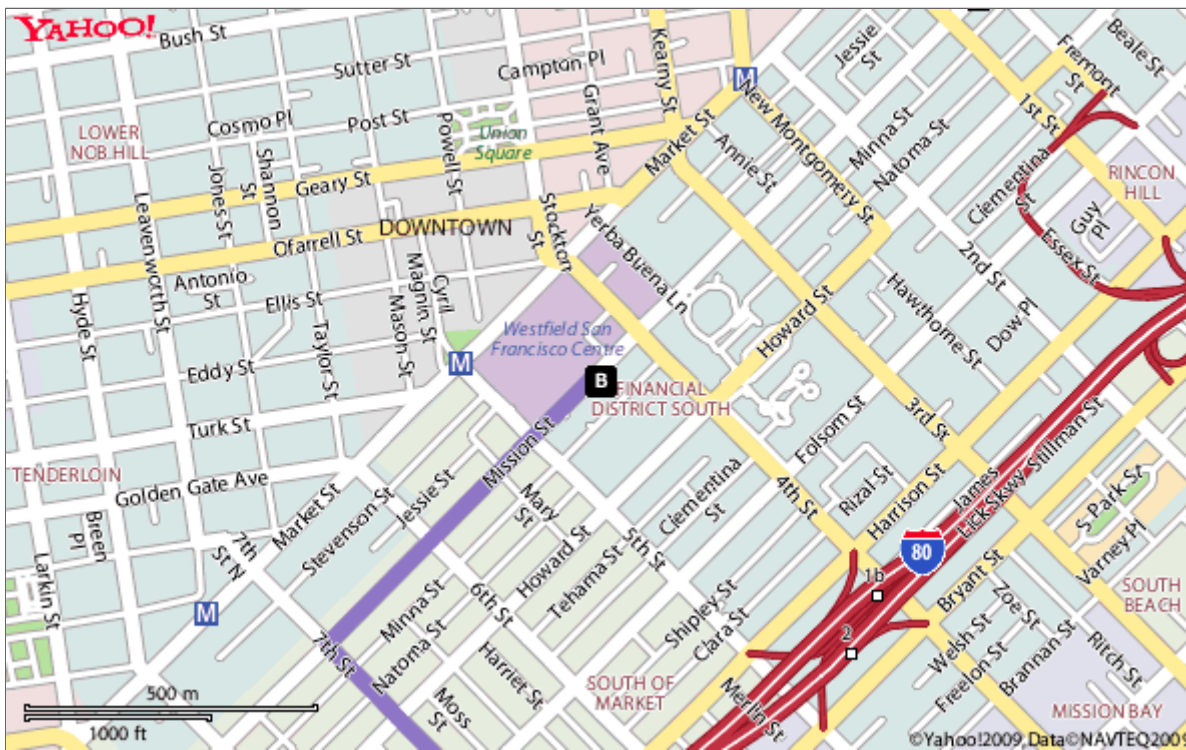 YAHOO!
Bush St
Sutter St
Campton Pl
Kearny St
Jessie
St
Fremont
St
Beale St
Cosmo Pl
Post St
Powell St
Union
Square
Grant Ave
M
New Montgomery St
1st St
LOWER
NOB HILL
Shannon
St
Jones St
Leavenworth St
Geary St
Market St
Annie St
Minna St
Natoma St
Clementina
St
RINCON
HILL
Guy
Pl
DOWNTOWN
Ofarrell St
Stockton
St
Yerba Buena Ln
2nd St
Essex St
Antonio
St
Ellis St
Cyril
Magnin St
Mason St
Taylor St
Hyde St
Eddy St
Turk St
M
Westfield San
Francisco Centre
B
FINANCIAL
DISTRICT SOUTH
Howard St
Hawthorne St
Dow Pl
3rd St
Folsom St
TENDERLOIN
Golden Gate Ave
Mission St
Jessie St
Stevenson St
Market St
7th
St N
Breen
Pl
Larkin St
M
Mary
St
Howard St
Tehama St
5th St
Clementina
St
4th St
Rizal St
Harrison St
James
Lick Skwy
Stillman St
S Park St
Varney Pl
80
1b
2
Bryant St
SOUTH
BEACH
Zoe St
Welsh St
Freelon St
Brannan St
Ritch St
MISSION BAY
Minna St
Natoma St
6th St
7th St
Harriet St
Moss
St
Shipley St
Clara St
SOUTH OF
MARKET
Merlin St
500 m
1000 ft
©Yahoo!2009,Data©NAVTEQ2009